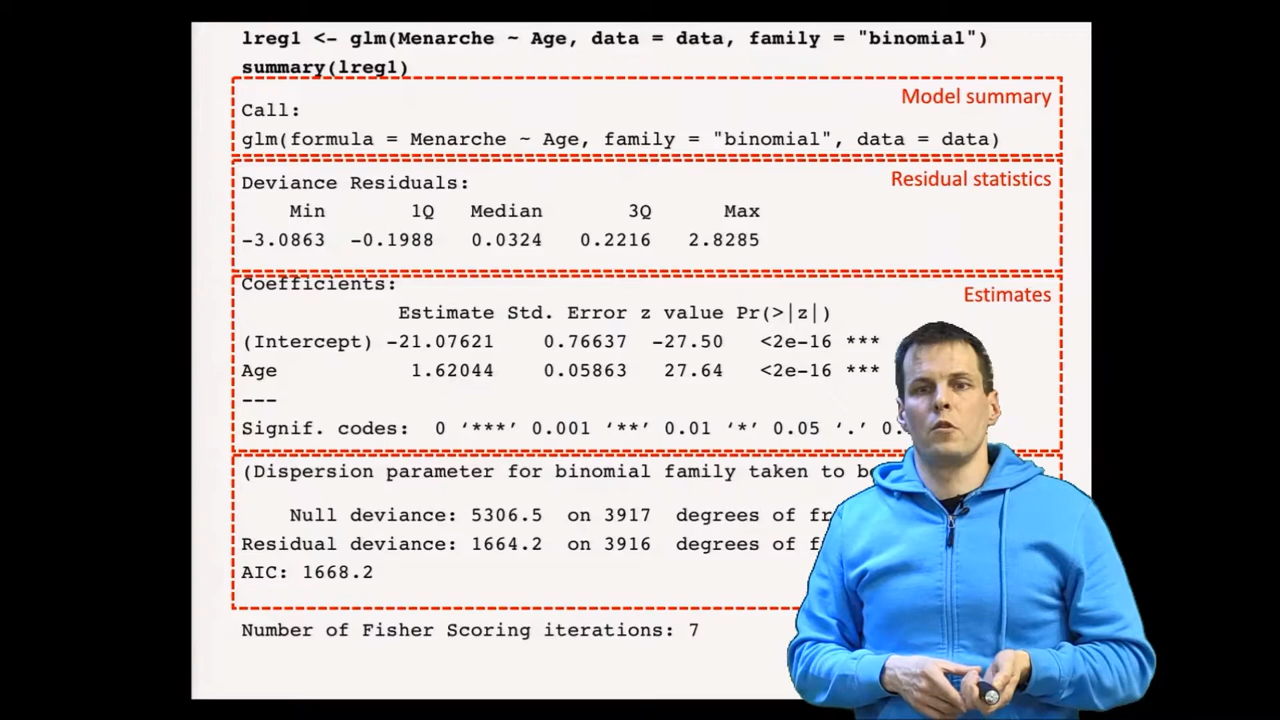 lreg1 <- glm(Menarche ~ Age, data = data, family = "binomial")
summary(lreg1)
Model summary
Call:
glm(formula = Menarche ~ Age, family = "binomial", data = data)
Residual statistics
Deviance Residuals:
Min 1Q Median 3Q Max
-3.0863 -0.1988 0.0324 0.2216 2.8285
Estimates
Coefficients:
Estimate Std. Error z value Pr(>|z|)
(Intercept) -21.07621 0.76637 -27.50 <2e-16 ***
Age 1.62044 0.05863 27.64 <2e-16 ***
---
Signif. codes: 0 ‘***’ 0.001 ‘**’ 0.01 ‘*’ 0.05 ‘.’
(Dispersion parameter for binomial family taken to
Null deviance: 5306.5 on 3917 degrees of
Residual deviance: 1664.2 on 3916 degrees of
AIC: 1668.2
Number of Fisher Scoring iterations: 7